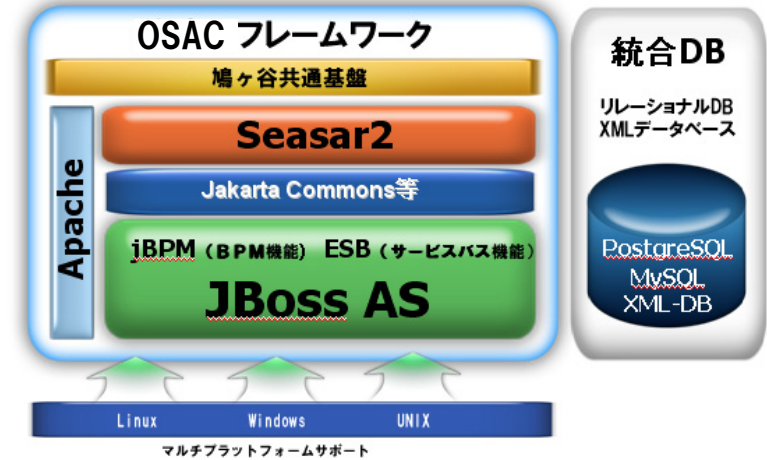 OSAC フレームワーク
鳩ヶ谷共通基盤
Apache
Seasar2
Jakarta Commons等
jBPM（BPM機能) ESB（サービスバス機能）
JBoss AS
Linux Windows UNIX
マルチプラットフォームサポート
統合DB
リレーショナルDB
XMLデータベース
PostgreSQL
MySQL
XML-DB